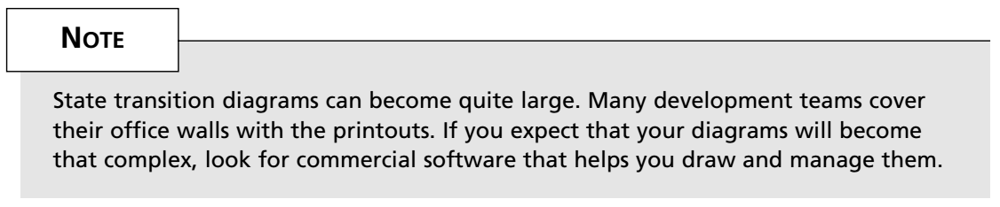 NOTE
State transition diagrams can become quite large. Many development teams cover
their office walls with the printouts. If you expect that your diagrams will become
that complex, look for commercial software that helps you draw and manage them.